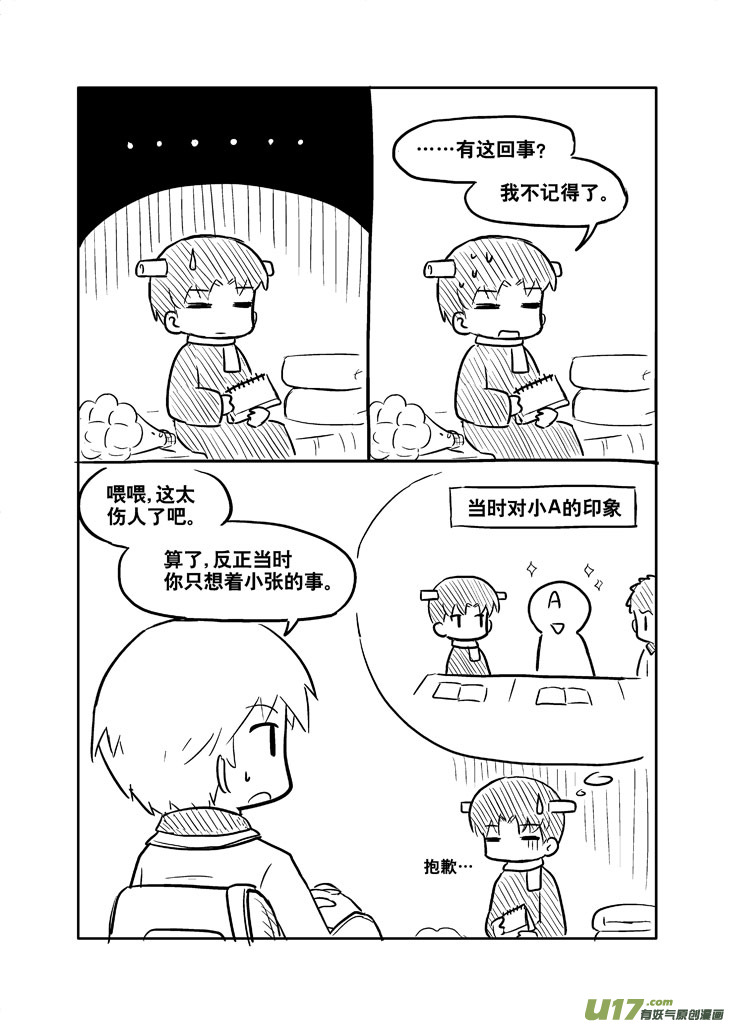 ······
……有这回事？
我不记得了。
喂喂，这太
伤人了吧。
算了，反正当时
你只想着小张的事。
当时对小A的印象
A
抱歉…
U17.com
有妖气原创漫画